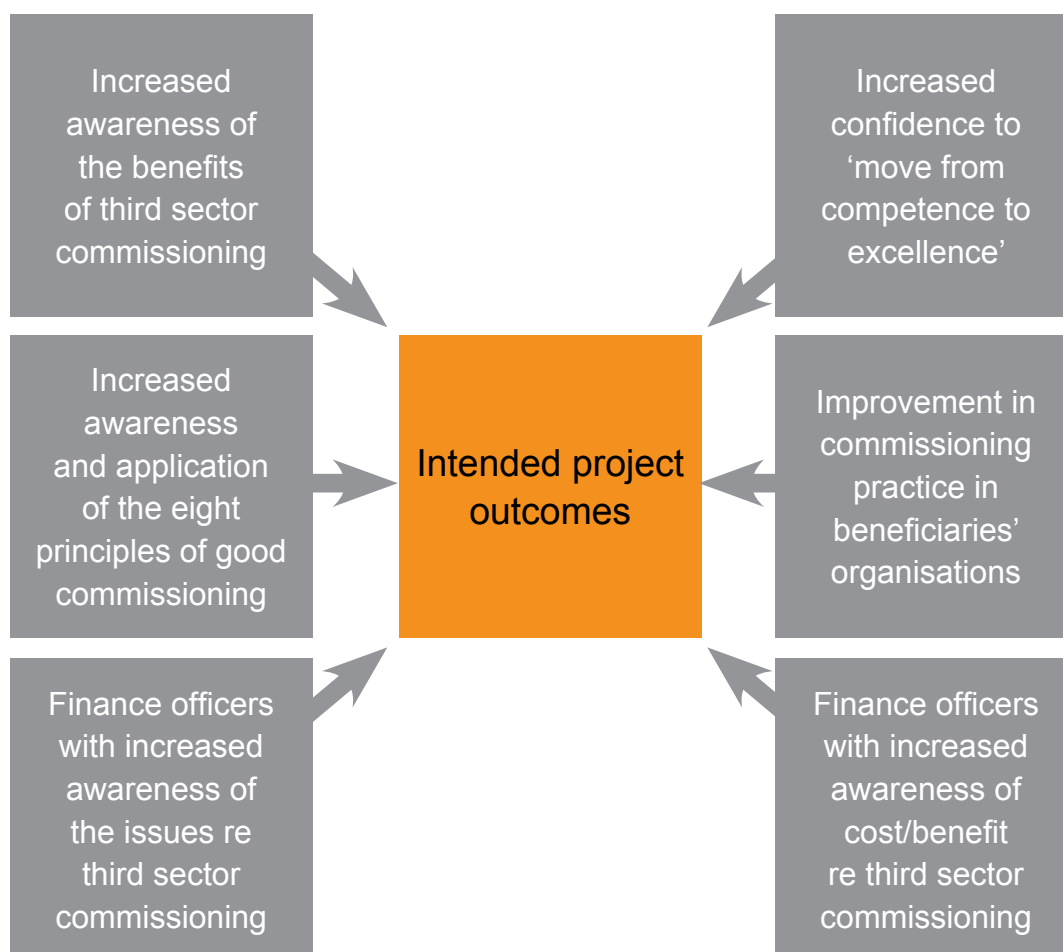 Increased
awareness of
the benefits
of third sector
commissioning
Increased
confidence to
‘move from
competence to
excellence’
Increased
awareness
and application
of the eight
principles of good
commissioning
Intended project
outcomes
Improvement in
commissioning
practice in
beneficiaries’
organisations
Finance officers
with increased
awareness of
the issues re
third sector
commissioning
Finance officers
with increased
awareness of
cost/benefit
re third sector
commissioning